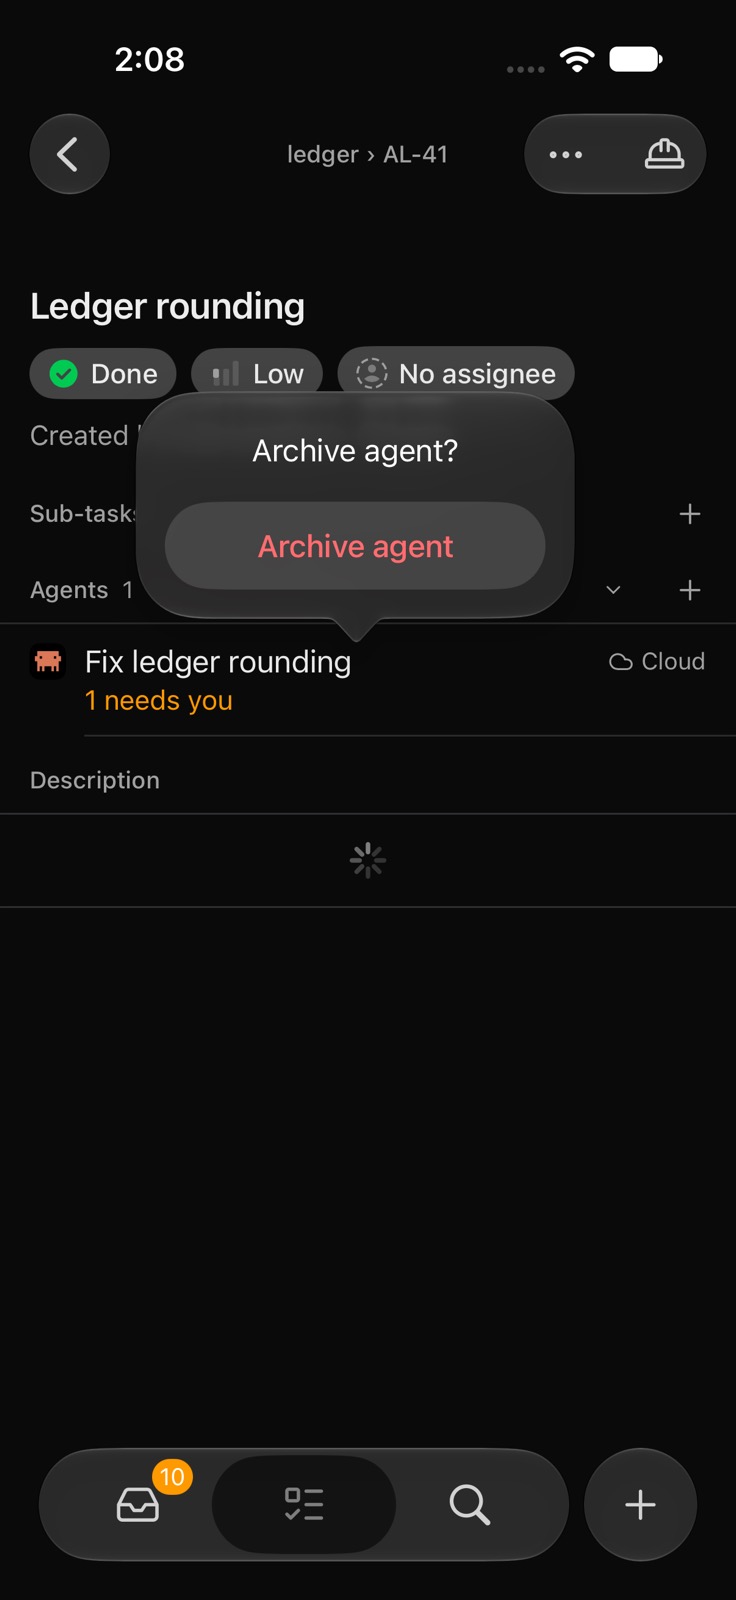 2:08
ledger › AL-41
Ledger rounding
Done
Low
No assignee
Created
Archive agent?
Archive agent
Sub-tasks
Agents 1
Fix ledger rounding
Cloud
1 needs you
Description
10